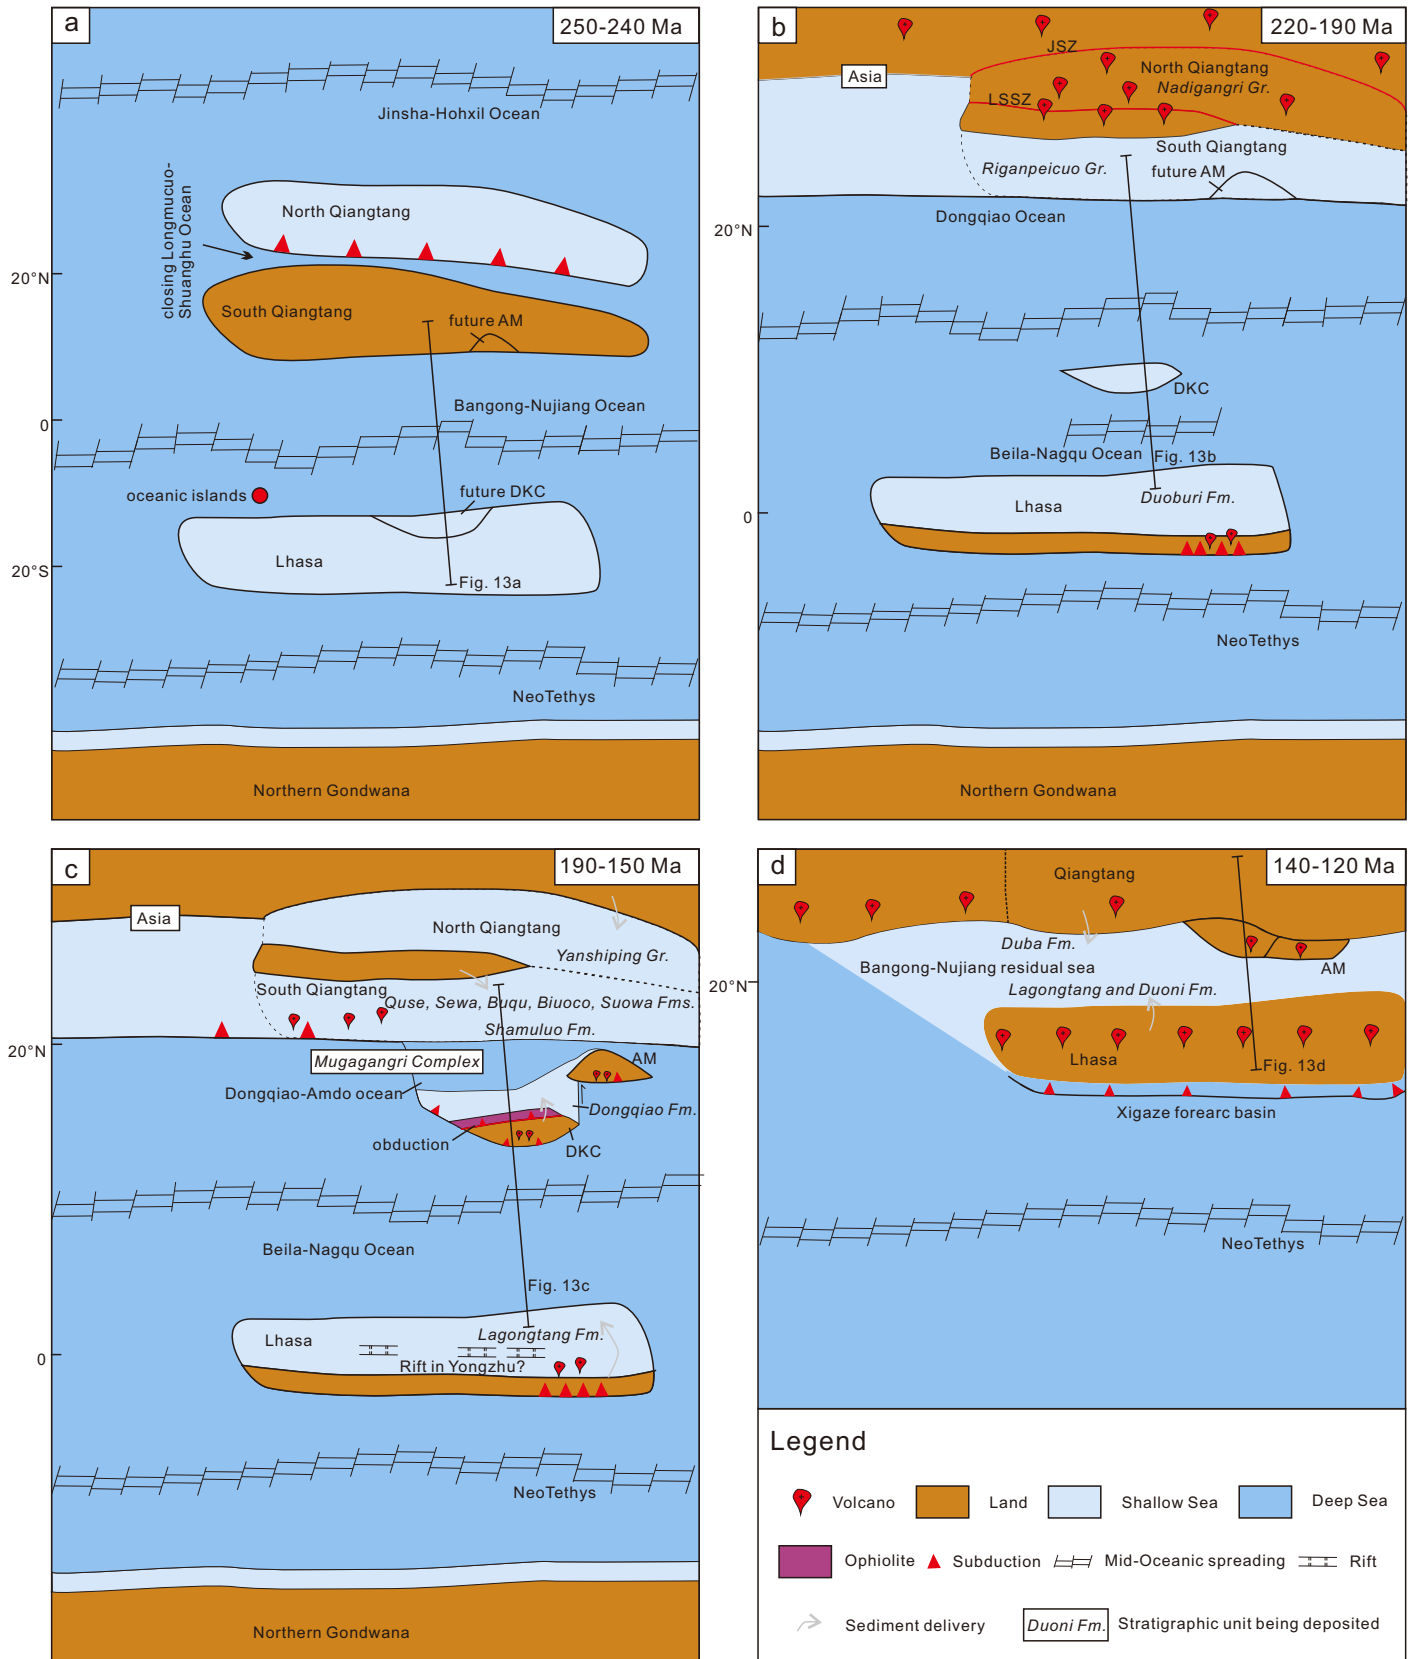 a
250-240 Ma
Jinsha-Hohxil Ocean
closing Longmucuo-
Shuanghu Ocean
North Qiangtang
20°N
South Qiangtang
future AM
Bangong-Nujiang Ocean
0
oceanic islands
future DKC
Lhasa
20°S
Fig. 13a
NeoTethys
Northern Gondwana
b
220-190 Ma
JSZ
Asia
North Qiangtang
Nadigangri Gr.
LSSZ
South Qiangtang
Riganpeicuo Gr.
future AM
Dongqiao Ocean
20°N
DKC
Beila-Nagqu Ocean
Fig. 13b
Duoburi Fm.
Lhasa
0
NeoTethys
Northern Gondwana
c
190-150 Ma
Asia
North Qiangtang
Yanshiping Gr.
South Qiangtang
Quse, Sewa, Buqu, Biuoco, Suowa Fms.
Shamuluo Fm.
20°N
Mugagangri Complex
AM
Dongqiao-Amdo ocean
Dongqiao Fm.
obduction
DKC
Beila-Nagqu Ocean
Fig. 13c
Lhasa
Lagongtang Fm.
0
Rift in Yongzhu?
NeoTethys
Northern Gondwana
d
140-120 Ma
Qiangtang
Duba Fm.
Bangong-Nujiang residual sea
AM
20°N
Lagongtang and Duoni Fm.
Lhasa
Fig. 13d
Xigaze forearc basin
NeoTethys
Legend
Volcano
Land
Shallow Sea
Deep Sea
Ophiolite
Subduction
Mid-Oceanic spreading
Rift
Sediment delivery
Duoni Fm.
Stratigraphic unit being deposited